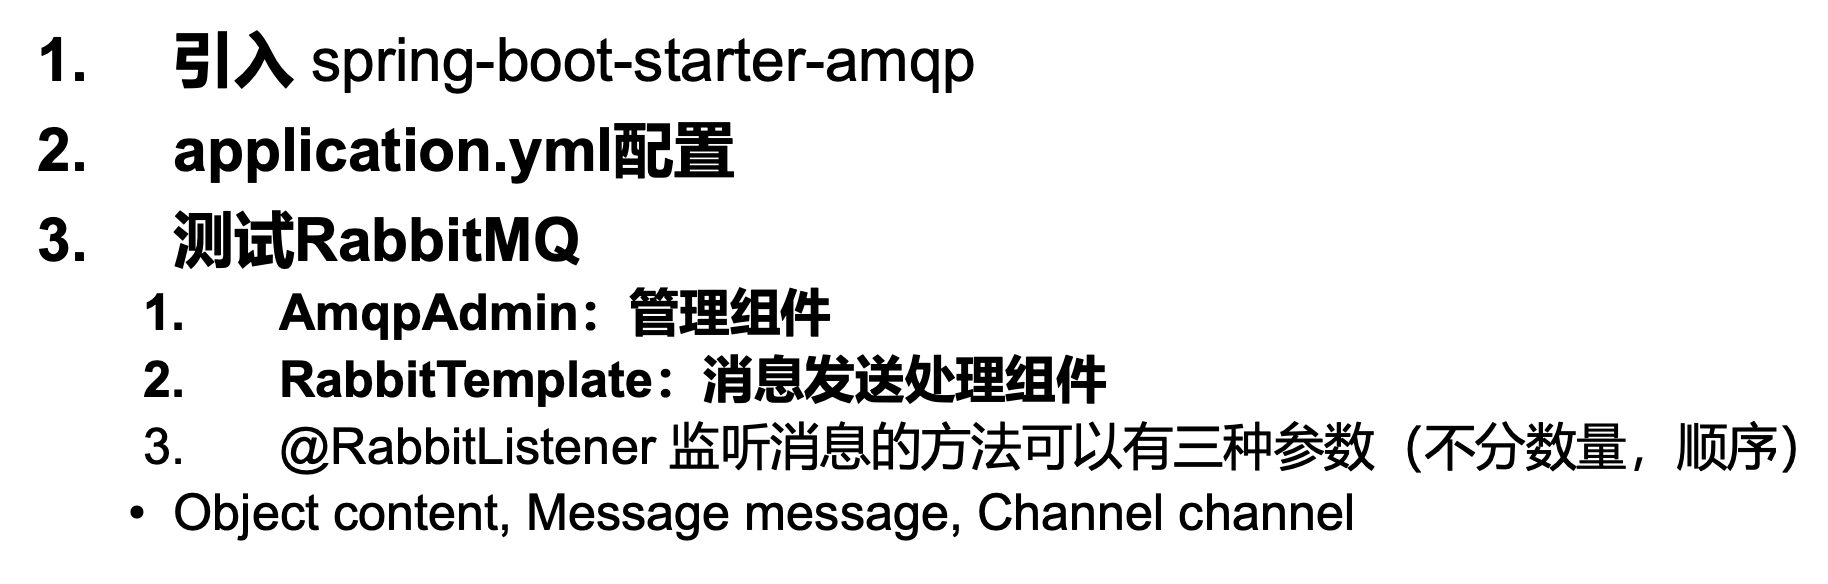 1. 引入 spring-boot-starter-amqp
2. application.yml配置
3. 测试RabbitMQ
1. AmqpAdmin：管理组件
2. RabbitTemplate：消息发送处理组件
3. @RabbitListener 监听消息的方法可以有三种参数（不分数量，顺序）
• Object content, Message message, Channel channel